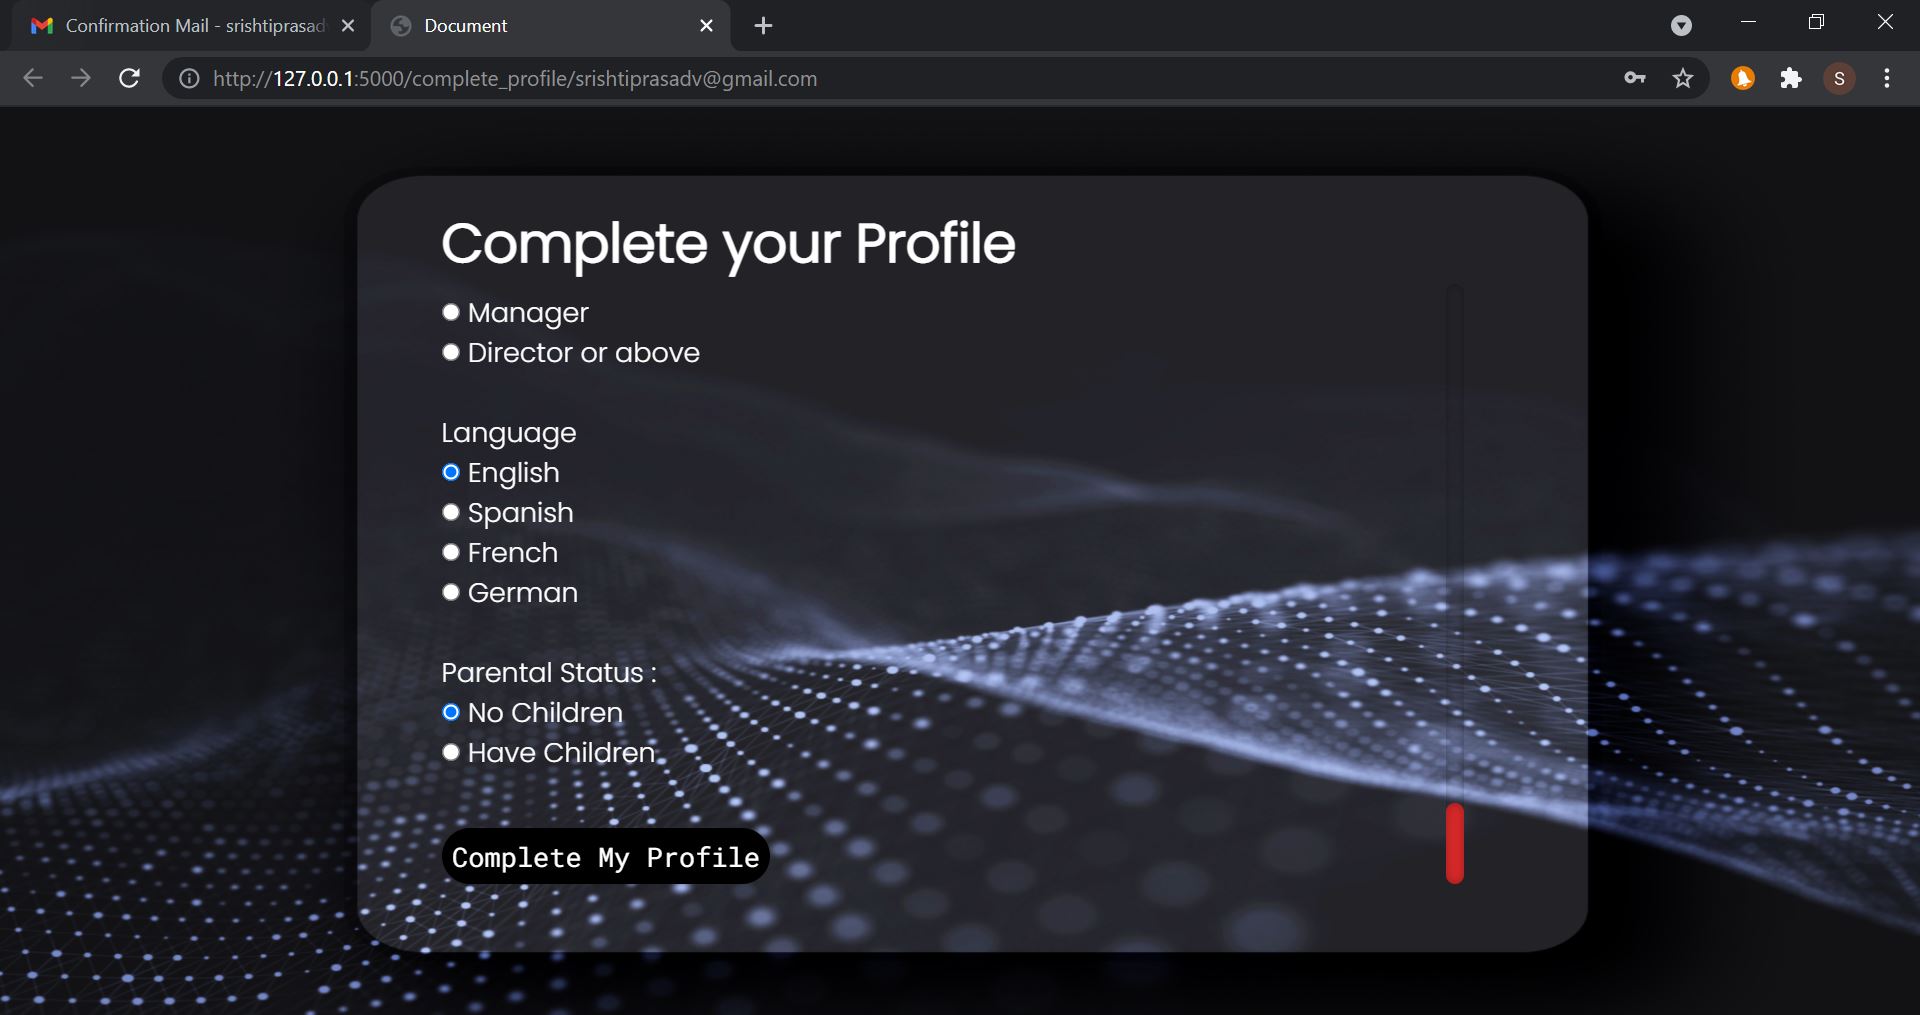 Confirmation Mail - srishtiprasadv
Document
http://127.0.0.1:5000/complete_profile/srishtiprasadv@gmail.com
S
Complete your Profile
Manager
Director or above
Language
English
Spanish
French
German
Parental Status :
No Children
Have Children
Complete My Profile